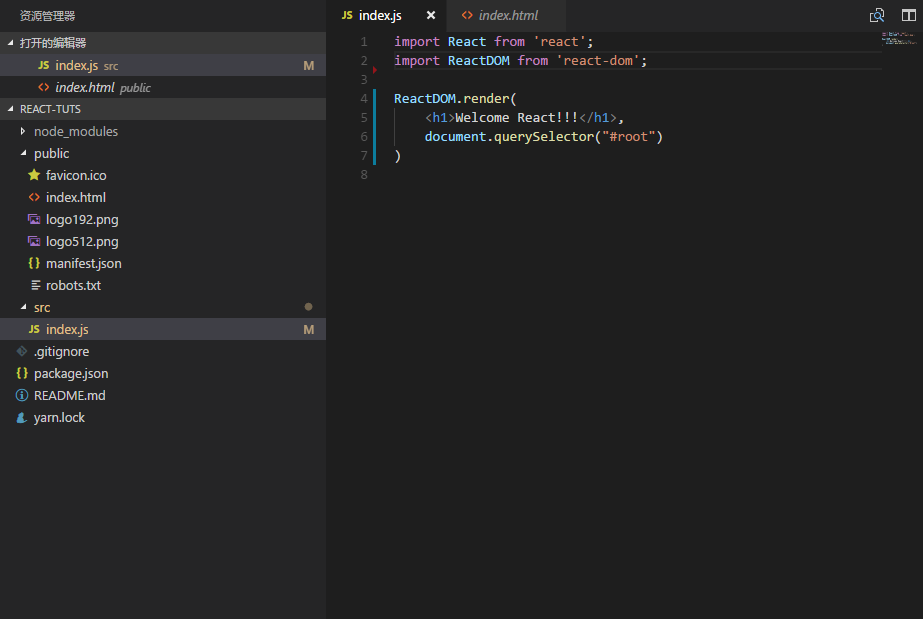 资源管理器
打开的编辑器
JS index.js src M
<> index.html public
REACT-TUTS
node_modules
public
favicon.ico
<> index.html
logo192.png
logo512.png
{ } manifest.json
robots.txt
src
JS index.js M
.gitignore
{ } package.json
README.md
yarn.lock
JS index.js × <> index.html
1 import React from 'react';
2 import ReactDOM from 'react-dom';
3
4 ReactDOM.render(
5     <h1>Welcome React!!!</h1>,
6     document.querySelector("#root")
7 )
8